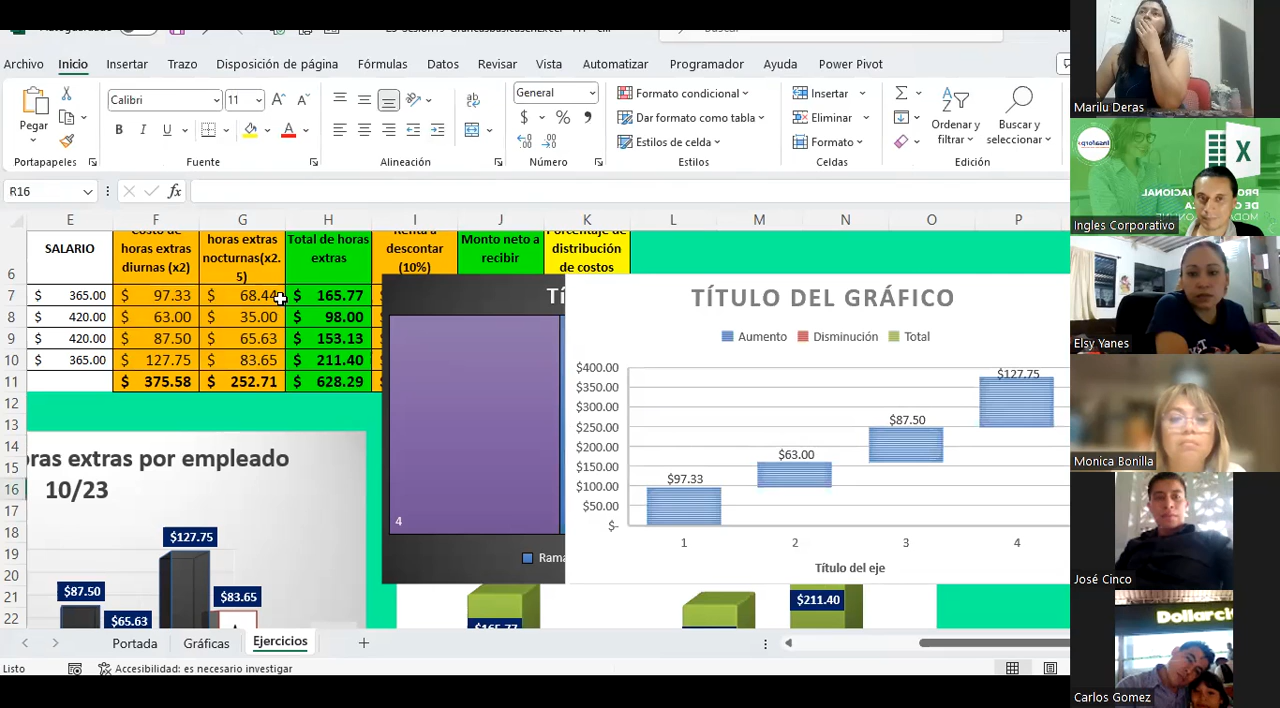 Autoguardado
Buscar
Archivo Inicio Insertar Trazo Disposición de página Fórmulas Datos Revisar Vista Automatizar Programador Ayuda Power Pivot
Pegar
Calibri 11
General
Formato condicional
Dar formato como tabla
Estilos de celda
Insertar
Eliminar
Formato
Ordenar y filtrar
Buscar y seleccionar
Portapapeles Fuente Alineación Número Estilos Celdas Edición
R16
fx
E F G H I J K L M N O P
SALARIO
Costo de horas extras diurnas (x2)
horas extras nocturnas(x2.5)
Total de horas extras
Renta a descontar (10%)
Monto neto a recibir
Porcentaje de distribución de costos
6
7 $ 365.00 $ 97.33 $ 68.44 $ 165.77 $
8 $ 420.00 $ 63.00 $ 35.00 $ 98.00 $
9 $ 420.00 $ 87.50 $ 65.63 $ 153.13 $
10 $ 365.00 $ 127.75 $ 83.65 $ 211.40 $
11 $ 375.58 $ 252.71 $ 628.29 $
12
13
14
15
16
17
18
19
20
21
22
ras extras por empleado
10/23
$127.75
$87.50
$83.65
$65.63
Tí
4
Rama
TÍTULO DEL GRÁFICO
Aumento Disminución Total
$400.00
$350.00
$300.00
$250.00
$200.00
$150.00
$100.00
$50.00
$-
$97.33
$63.00
$87.50
$127.75
1 2 3 4
Título del eje
$165.77
$211.40
Portada Gráficas Ejercicios
Listo
Accesibilidad: es necesario investigar
Marilu Deras
Insaforp
Ingles Corporativo
Elsy Yanes
Monica Bonilla
José Cinco
Dollarci
Carlos Gomez